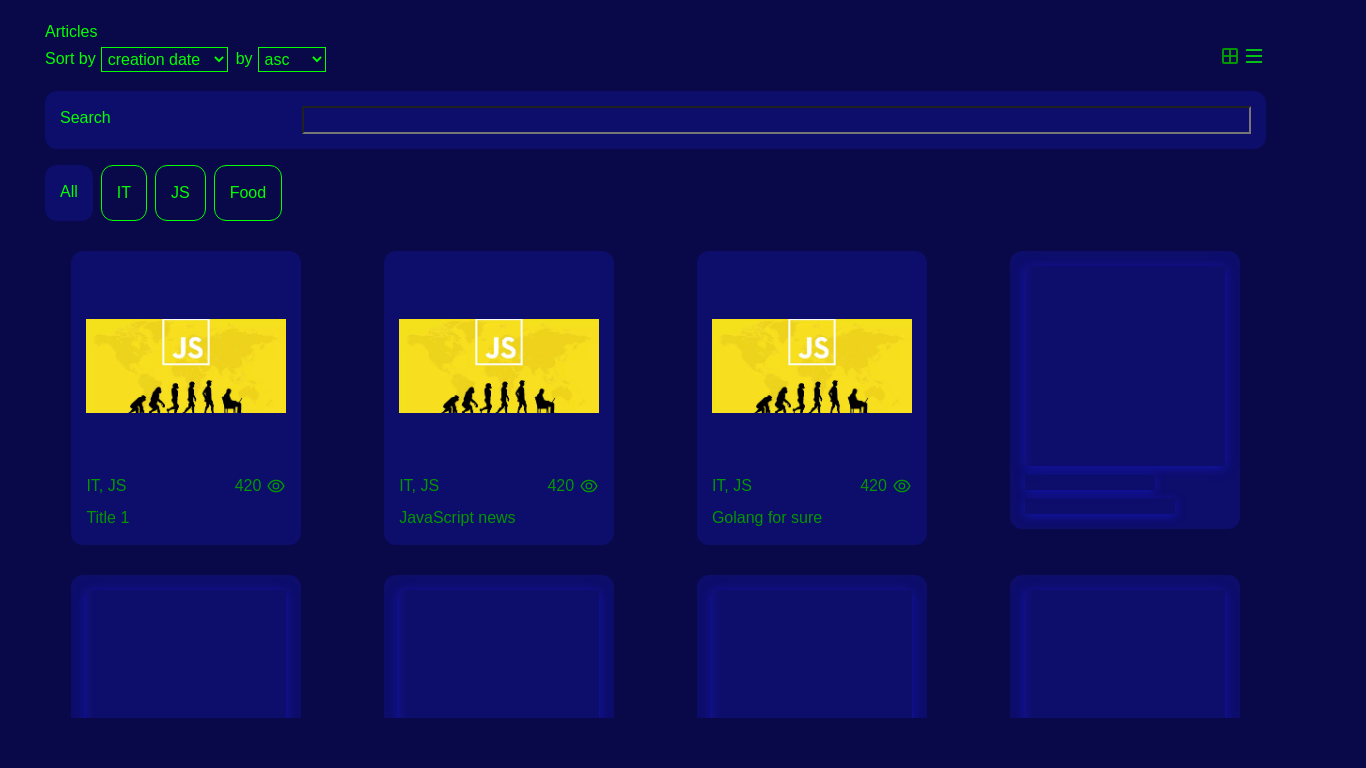 Articles
Sort by creation date by asc
Search
All IT JS Food
JS JS JS
IT, JS 420 IT, JS 420 IT, JS 420
Title 1 JavaScript news Golang for sure